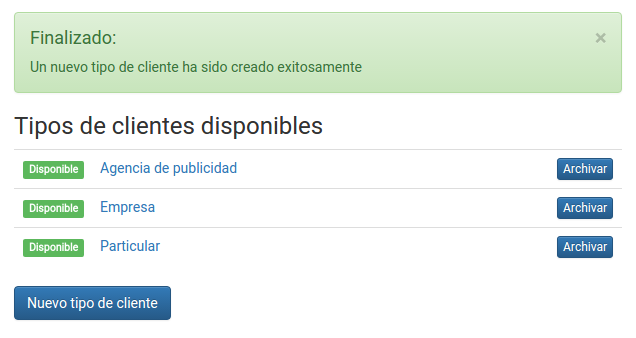 Finalizado:
×
Un nuevo tipo de cliente ha sido creado exitosamente
Tipos de clientes disponibles
Disponible Agencia de publicidad Archivar
Disponible Empresa Archivar
Disponible Particular Archivar
Nuevo tipo de cliente